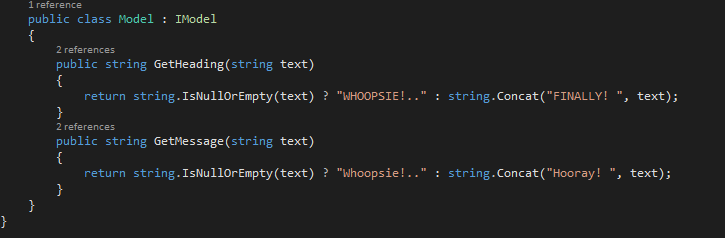 1 reference
public class Model : IModel
{
2 references
public string GetHeading(string text)
{
return string.IsNullOrEmpty(text) ? "WHOOPSIE!.." : string.Concat("FINALLY! ", text);
}
2 references
public string GetMessage(string text)
{
return string.IsNullOrEmpty(text) ? "Whoopsie!.." : string.Concat("Hooray! ", text);
}
}
}